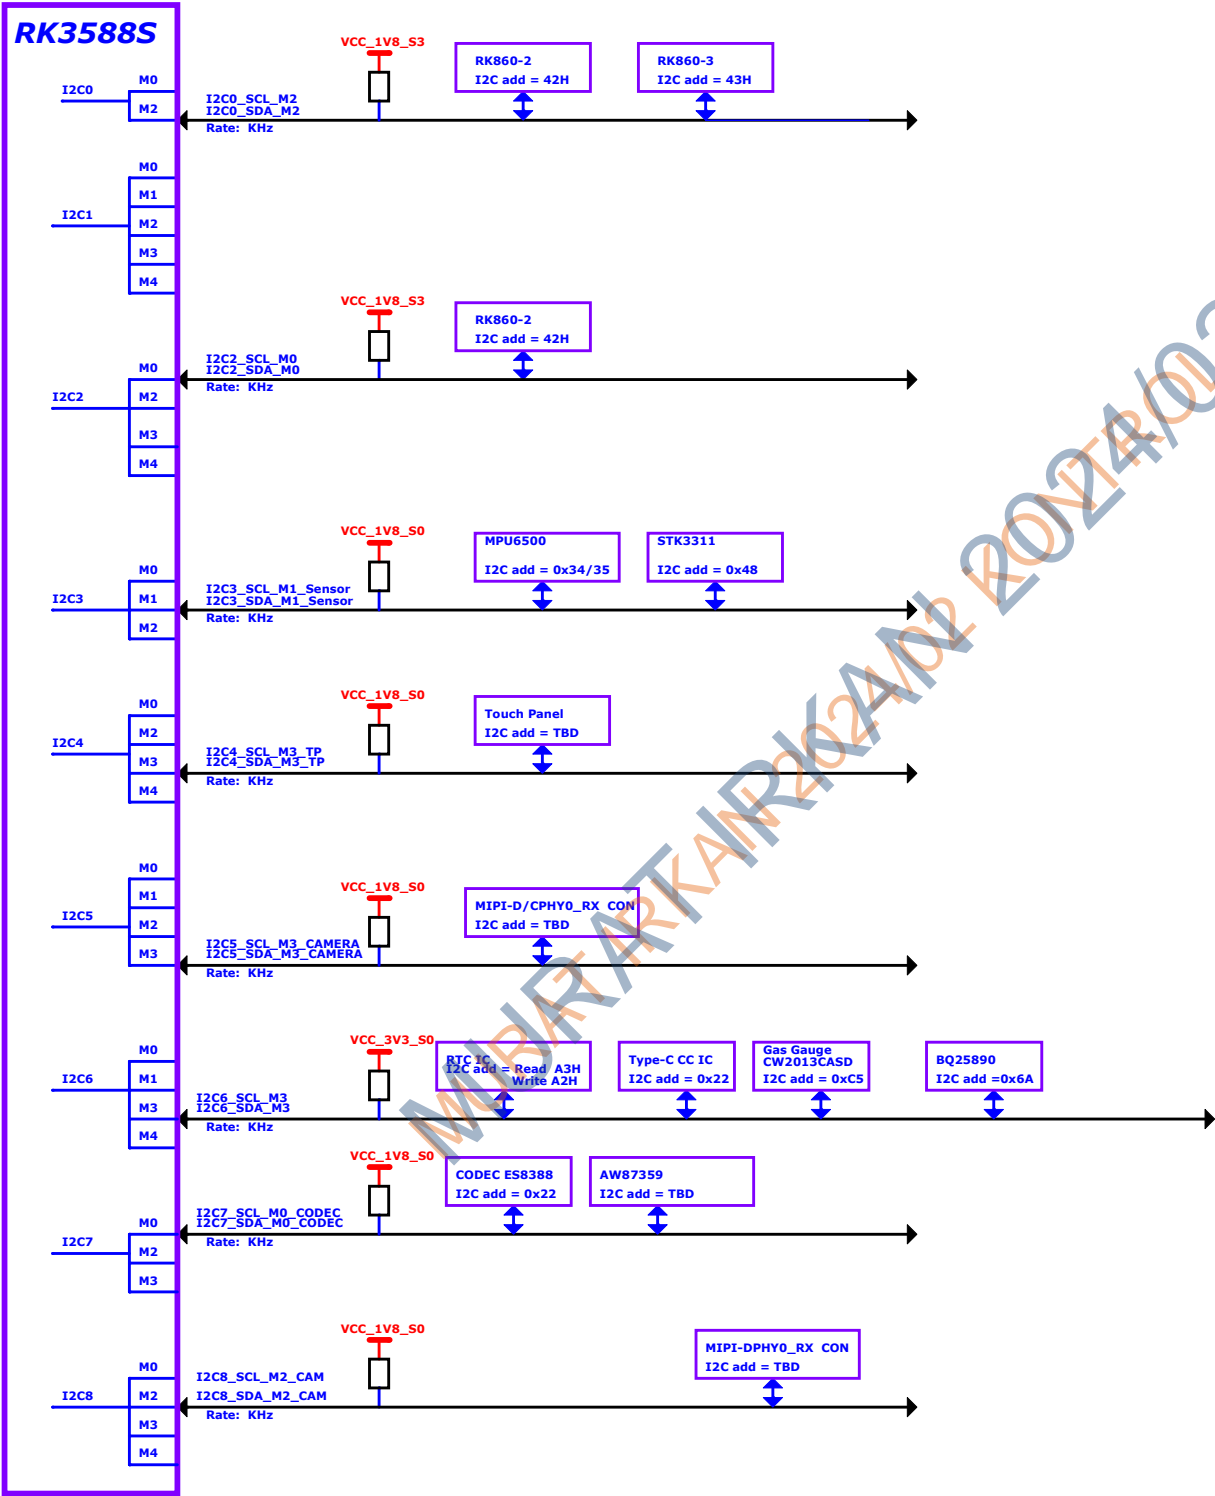 RK3588S
I2C0
M0
M2
I2C0_SCL_M2
I2C0_SDA_M2
Rate: KHz
VCC_1V8_S3
RK860-2
I2C add = 42H
RK860-3
I2C add = 43H
I2C1
M0
M1
M2
M3
M4
I2C2
M0
M2
M3
M4
I2C2_SCL_M0
I2C2_SDA_M0
Rate: KHz
VCC_1V8_S3
RK860-2
I2C add = 42H
I2C3
M0
M1
M2
I2C3_SCL_M1_Sensor
I2C3_SDA_M1_Sensor
Rate: KHz
VCC_1V8_S0
MPU6500
I2C add = 0x34/35
STK3311
I2C add = 0x48
I2C4
M0
M2
M3
M4
I2C4_SCL_M3_TP
I2C4_SDA_M3_TP
Rate: KHz
VCC_1V8_S0
Touch Panel
I2C add = TBD
I2C5
M0
M1
M2
M3
I2C5_SCL_M3_CAMERA
I2C5_SDA_M3_CAMERA
Rate: KHz
VCC_1V8_S0
MIPI-D/CPHY0_RX CON
I2C add = TBD
I2C6
M0
M1
M3
M4
I2C6_SCL_M3
I2C6_SDA_M3
Rate: KHz
VCC_3V3_S0
RTC IC
I2C add = Read A3H
Write A2H
Type-C CC IC
I2C add = 0x22
Gas Gauge
CW2013CASD
I2C add = 0xC5
BQ25890
I2C add =0x6A
I2C7
M0
M2
M3
I2C7_SCL_M0_CODEC
I2C7_SDA_M0_CODEC
Rate: KHz
VCC_1V8_S0
CODEC ES8388
I2C add = 0x22
AW87359
I2C add = TBD
I2C8
M0
M2
M3
M4
I2C8_SCL_M2_CAM
I2C8_SDA_M2_CAM
Rate: KHz
VCC_1V8_S0
MIPI-DPHY0_RX CON
I2C add = TBD